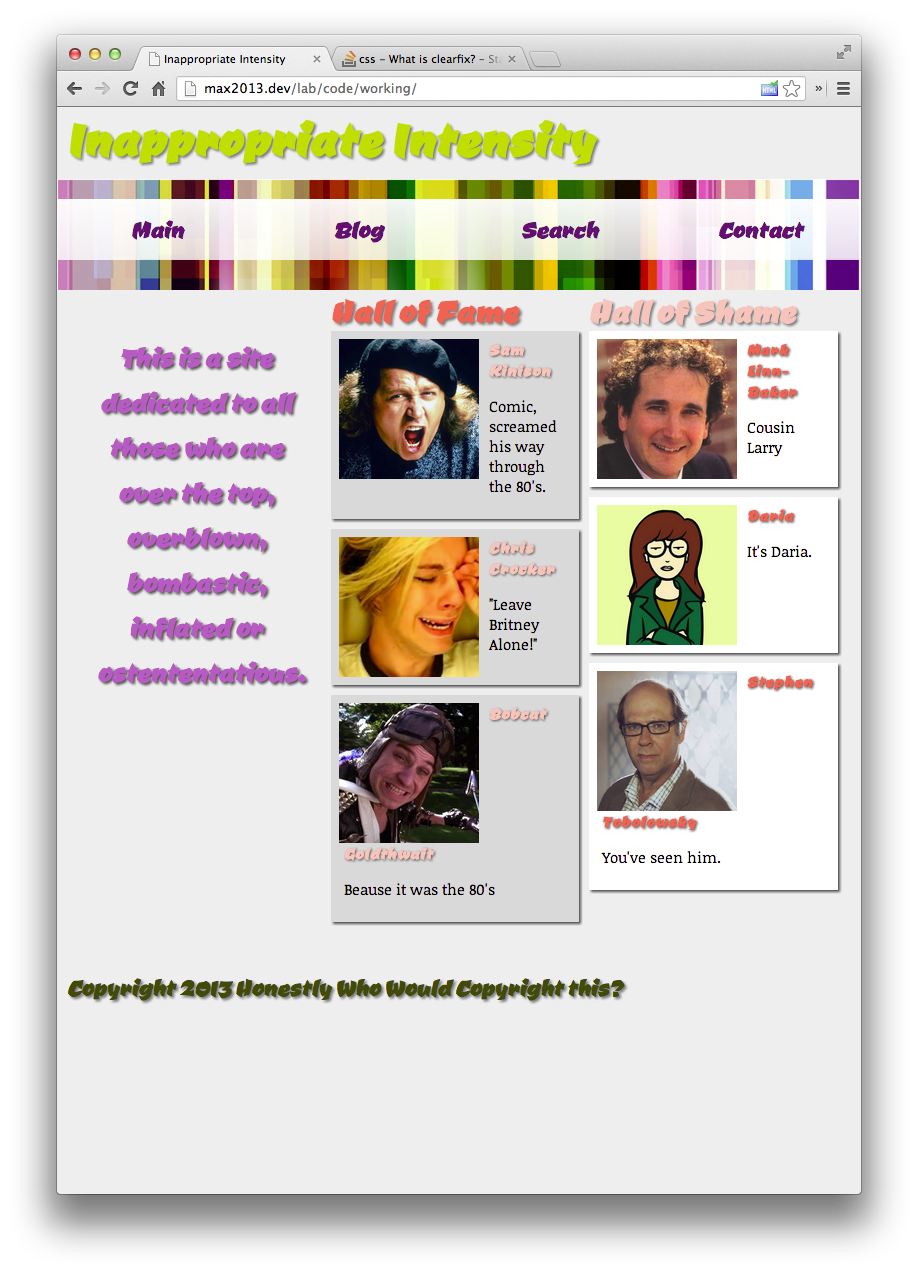 Inappropriate Intensity
css - What is clearfix? - Sta
max2013.dev/lab/code/working/
HTML
»
Inappropriate Intensity
Main Blog Search Contact
This is a site
dedicated to all
those who are
over the top,
overblown,
bombastic,
inflated or
ostententatious.
Hall of Fame
Sam
Kinison
Comic,
screamed
his way
through
the 80's.
Chris
Crocker
"Leave
Britney
Alone!"
Bobcat
Goldthwait
Beause it was the 80's
Hall of Shame
Mark
Linn-
Baker
Cousin
Larry
Daria
It's Daria.
Stephen
Tobolowsky
You've seen him.
Copyright 2013 Honestly Who Would Copyright this?